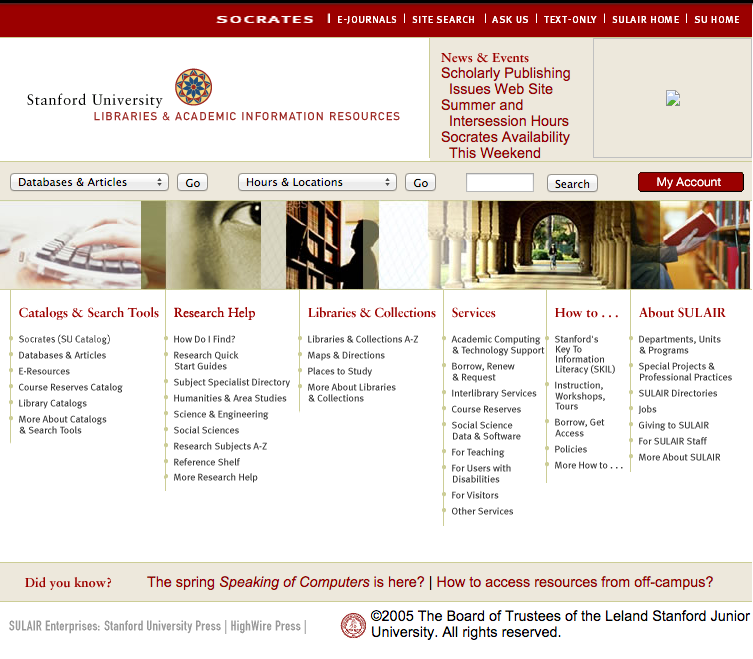 SOCRATES | E-JOURNALS | SITE SEARCH | ASK US | TEXT-ONLY | SULAIR HOME | SU HOME
Stanford University
LIBRARIES & ACADEMIC INFORMATION RESOURCES
News & Events
Scholarly Publishing
Issues Web Site
Summer and
Intersession Hours
Socrates Availability
This Weekend
Databases & Articles Go Hours & Locations Go Search My Account
Catalogs & Search Tools
Socrates (SU Catalog)
Databases & Articles
E-Resources
Course Reserves Catalog
Library Catalogs
More About Catalogs
& Search Tools
Research Help
How Do I Find?
Research Quick
Start Guides
Subject Specialist Directory
Humanities & Area Studies
Science & Engineering
Social Sciences
Research Subjects A-Z
Reference Shelf
More Research Help
Libraries & Collections
Libraries & Collections A-Z
Maps & Directions
Places to Study
More About Libraries
& Collections
Services
Academic Computing
& Technology Support
Borrow, Renew
& Request
Interlibrary Services
Course Reserves
Social Science
Data & Software
For Teaching
For Users with
Disabilities
For Visitors
Other Services
How to . . .
Stanford's
Key To
Information
Literacy (SKIL)
Instruction,
Workshops,
Tours
Borrow, Get
Access
Policies
More How to . . .
About SULAIR
Departments, Units
& Programs
Special Projects &
Professional Practices
SULAIR Directories
Jobs
Giving to SULAIR
For SULAIR Staff
More About SULAIR
Did you know? The spring Speaking of Computers is here? | How to access resources from off-campus?
SULAIR Enterprises: Stanford University Press | HighWire Press |
©2005 The Board of Trustees of the Leland Stanford Junior
University. All rights reserved.